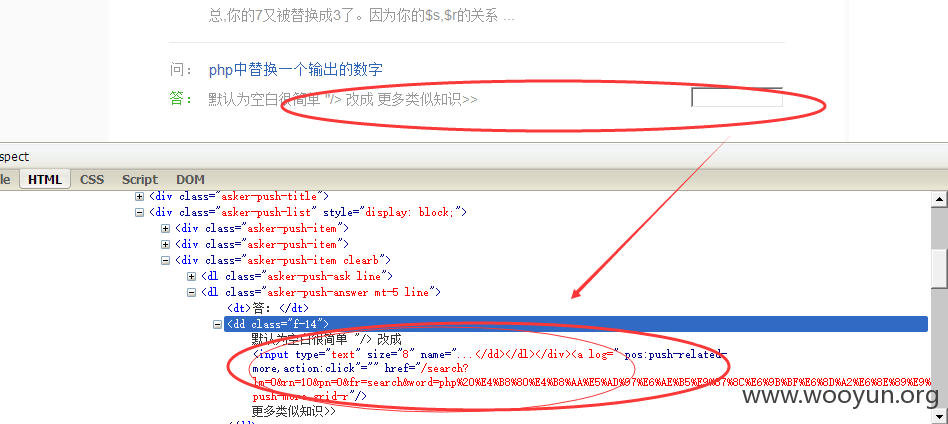 总,你的7又被替换成3了。因为你的$s,$r的关系 ...
问： php中替换一个输出的数字
答： 默认为空白很简单 "/> 改成 更多类似知识>>
spect
le HTML CSS Script DOM
<div class="asker-push-title">
<div class="asker-push-list" style="display: block;">
<div class="asker-push-item">
<div class="asker-push-item">
<div class="asker-push-item clearb">
<dl class="asker-push-ask line">
<dl class="asker-push-answer mt-5 line">
<dt>答：</dt>
<dd class="f-14">
默认为空白很简单 "/> 改成
<input type="text" size="8" name="...</dd></dl></div><a log=" pos:push-related-
more,action:click"="" href="/search?
lm=0&rn=10&pn=0&fr=search&word=php%20%E4%B8%80%E4%B8%AA%E5%AD%97%E6%AE%B5%E9%87%8C%E6%9B%BF%E6%8D%A2%E6%8E%89%E9%
push-more grid-r"/>
更多类似知识>>
www.wooyun.org